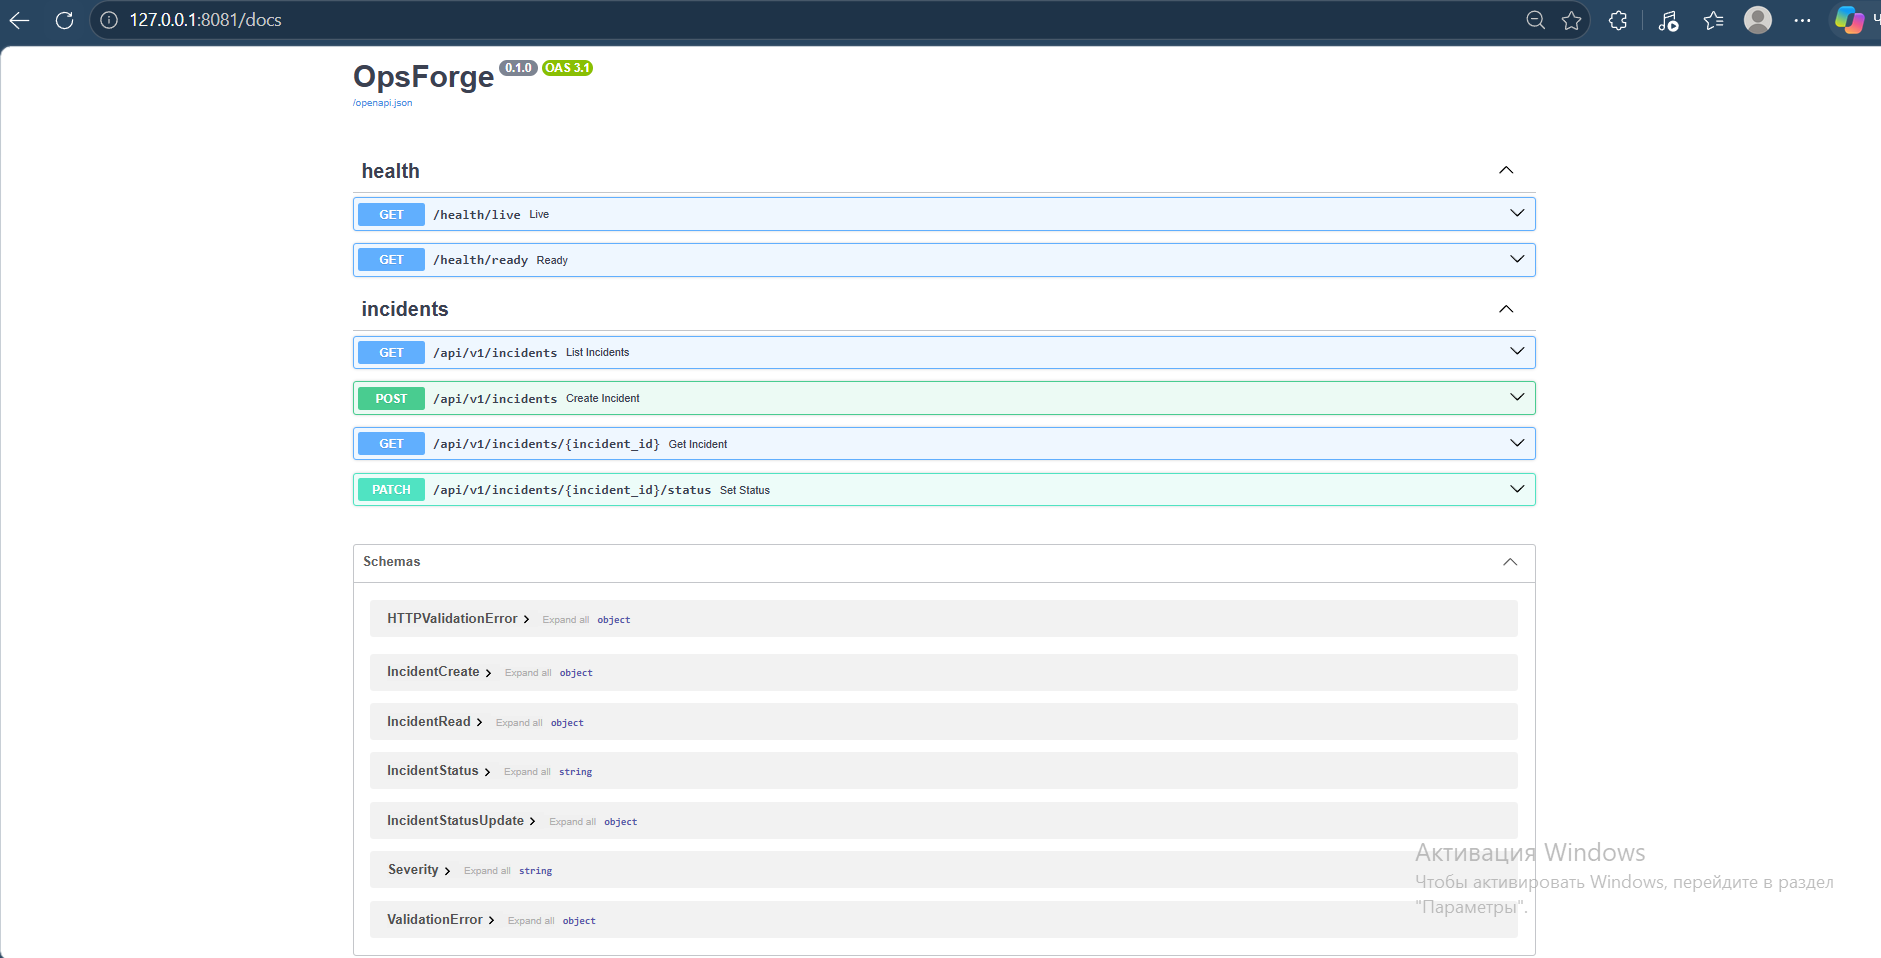 127.0.0.1:8081/docs
OpsForge 0.1.0 OAS 3.1
/openapi.json
health
GET /health/live Live
GET /health/ready Ready
incidents
GET /api/v1/incidents List Incidents
POST /api/v1/incidents Create Incident
GET /api/v1/incidents/{incident_id} Get Incident
PATCH /api/v1/incidents/{incident_id}/status Set Status
Schemas
HTTPValidationError Expand all object
IncidentCreate Expand all object
IncidentRead Expand all object
IncidentStatus Expand all string
IncidentStatusUpdate Expand all object
Severity Expand all string
ValidationError Expand all object
Активация Windows
Чтобы активировать Windows, перейдите в раздел
"Параметры".